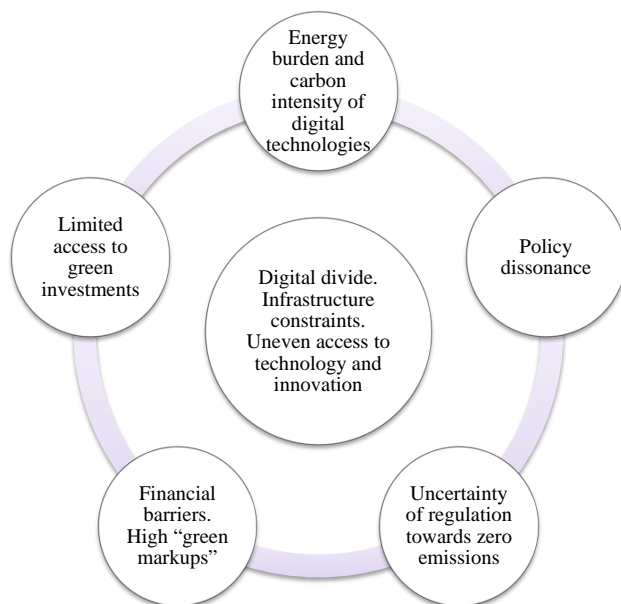 Energy
burden and
carbon
intensity of
digital
technologies
Limited
access to
green
investments
Policy
dissonance
Digital divide.
Infrastructure
constraints.
Uneven access to
technology and
innovation
Financial
barriers.
High “green
markups”
Uncertainty
of regulation
towards zero
emissions